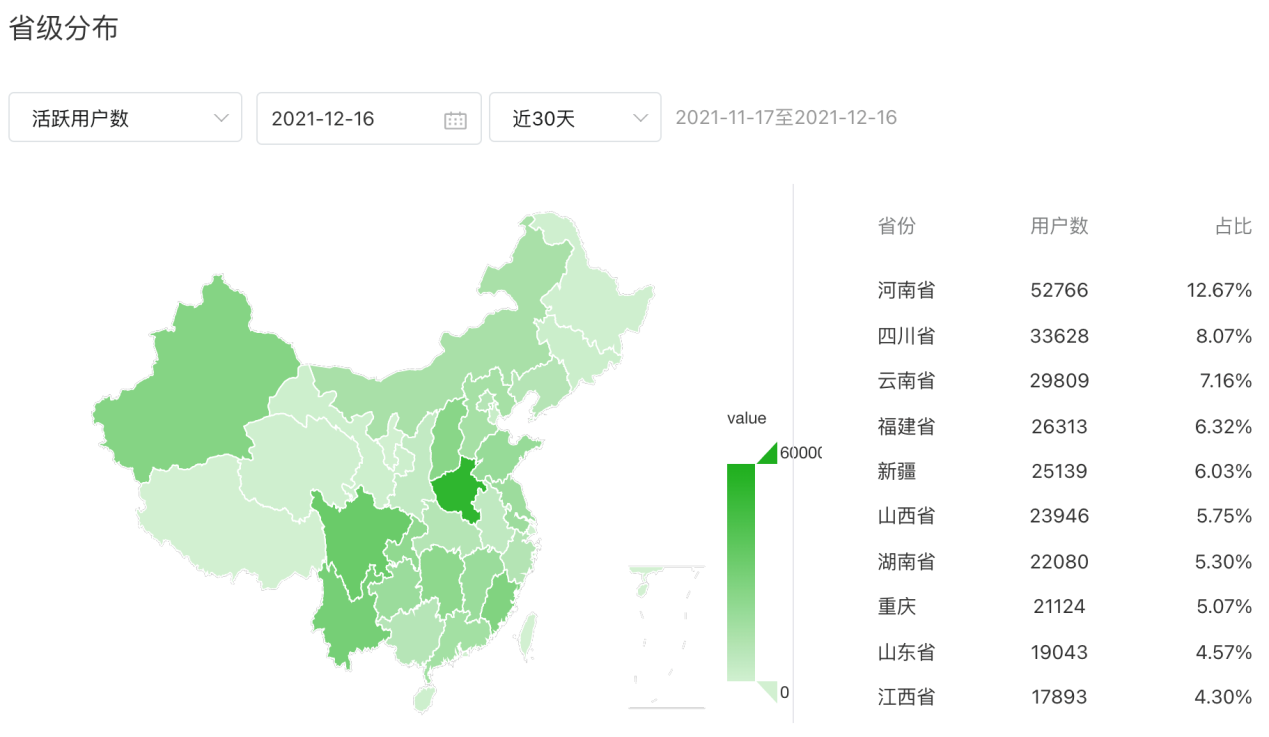 省级分布
活跃用户数 2021-12-16 近30天 2021-11-17至2021-12-16
value
60000
0
省份 用户数 占比
河南省 52766 12.67%
四川省 33628 8.07%
云南省 29809 7.16%
福建省 26313 6.32%
新疆 25139 6.03%
山西省 23946 5.75%
湖南省 22080 5.30%
重庆 21124 5.07%
山东省 19043 4.57%
江西省 17893 4.30%